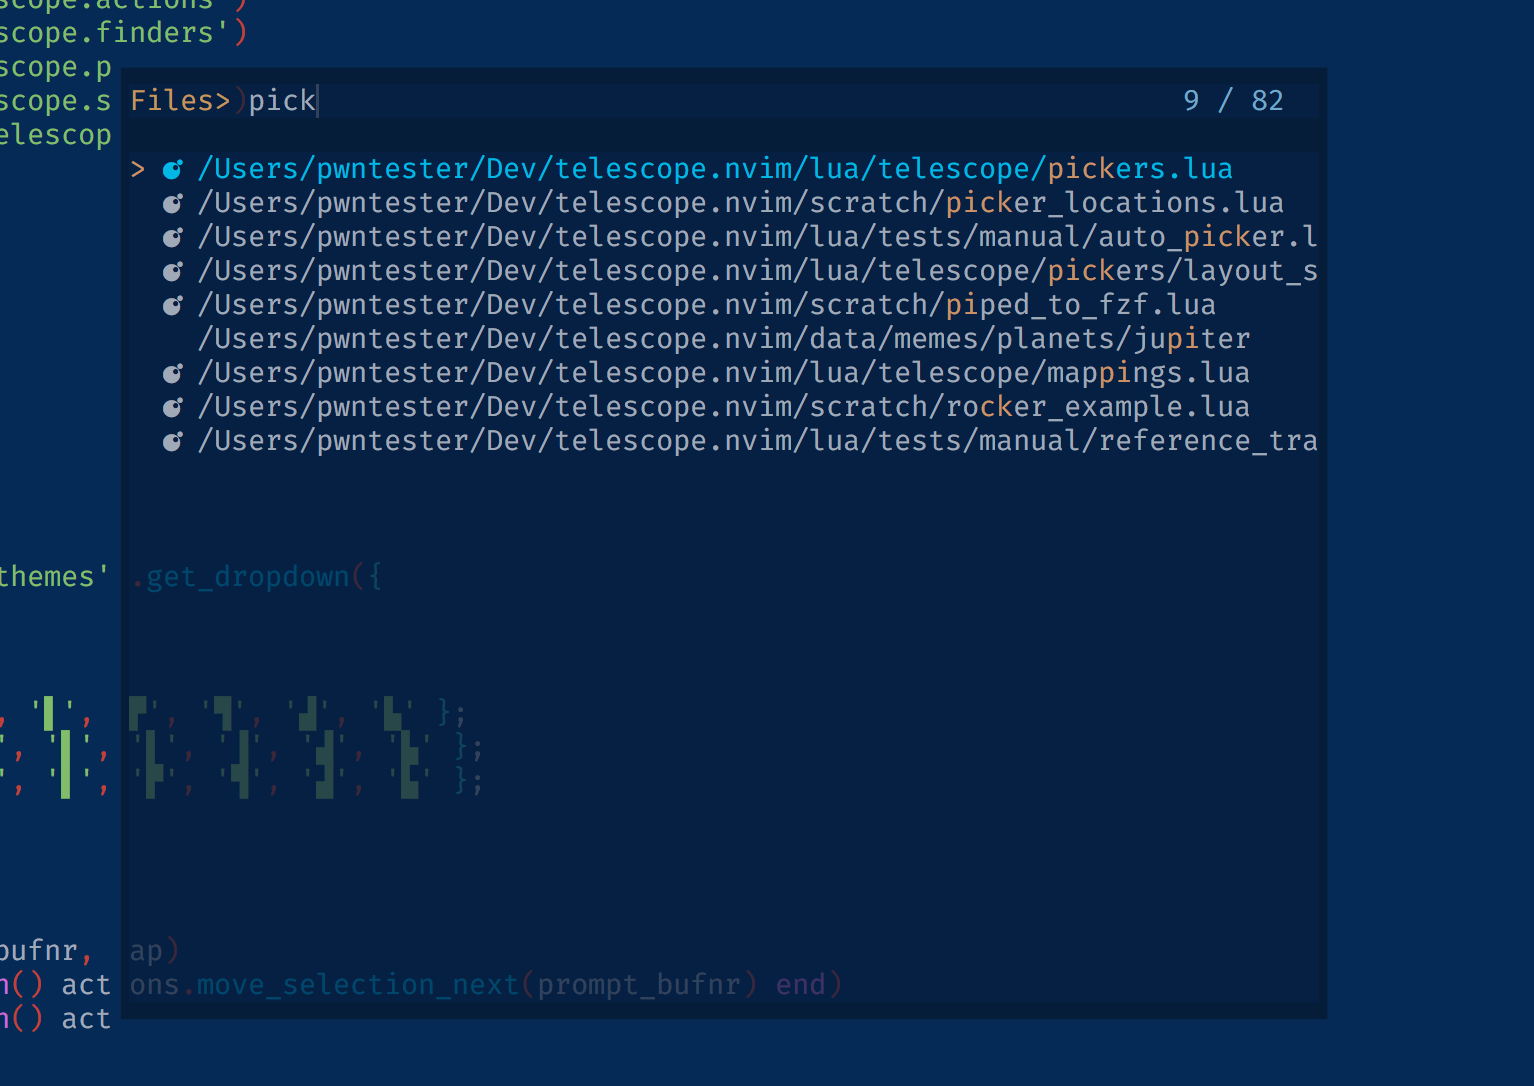 scope.actions')
scope.finders')
scope.p
scope.s Files> )pick 9 / 82
elescop
> /Users/pwntester/Dev/telescope.nvim/lua/telescope/pickers.lua
/Users/pwntester/Dev/telescope.nvim/scratch/picker_locations.lua
/Users/pwntester/Dev/telescope.nvim/lua/tests/manual/auto_picker.l
/Users/pwntester/Dev/telescope.nvim/lua/telescope/pickers/layout_s
/Users/pwntester/Dev/telescope.nvim/scratch/piped_to_fzf.lua
/Users/pwntester/Dev/telescope.nvim/data/memes/planets/jupiter
/Users/pwntester/Dev/telescope.nvim/lua/telescope/mappings.lua
/Users/pwntester/Dev/telescope.nvim/scratch/rocker_example.lua
/Users/pwntester/Dev/telescope.nvim/lua/tests/manual/reference_tra
themes' .get_dropdown({
, '▌', ▛', '▜', '▟', '▙' };
', '▐', '▙', '▟', '▟', '▙' };
', '▐', '▛', '▜', '▟', '▙' };
bufnr, ap)
n() act ons.move_selection_next(prompt_bufnr) end)
n() act